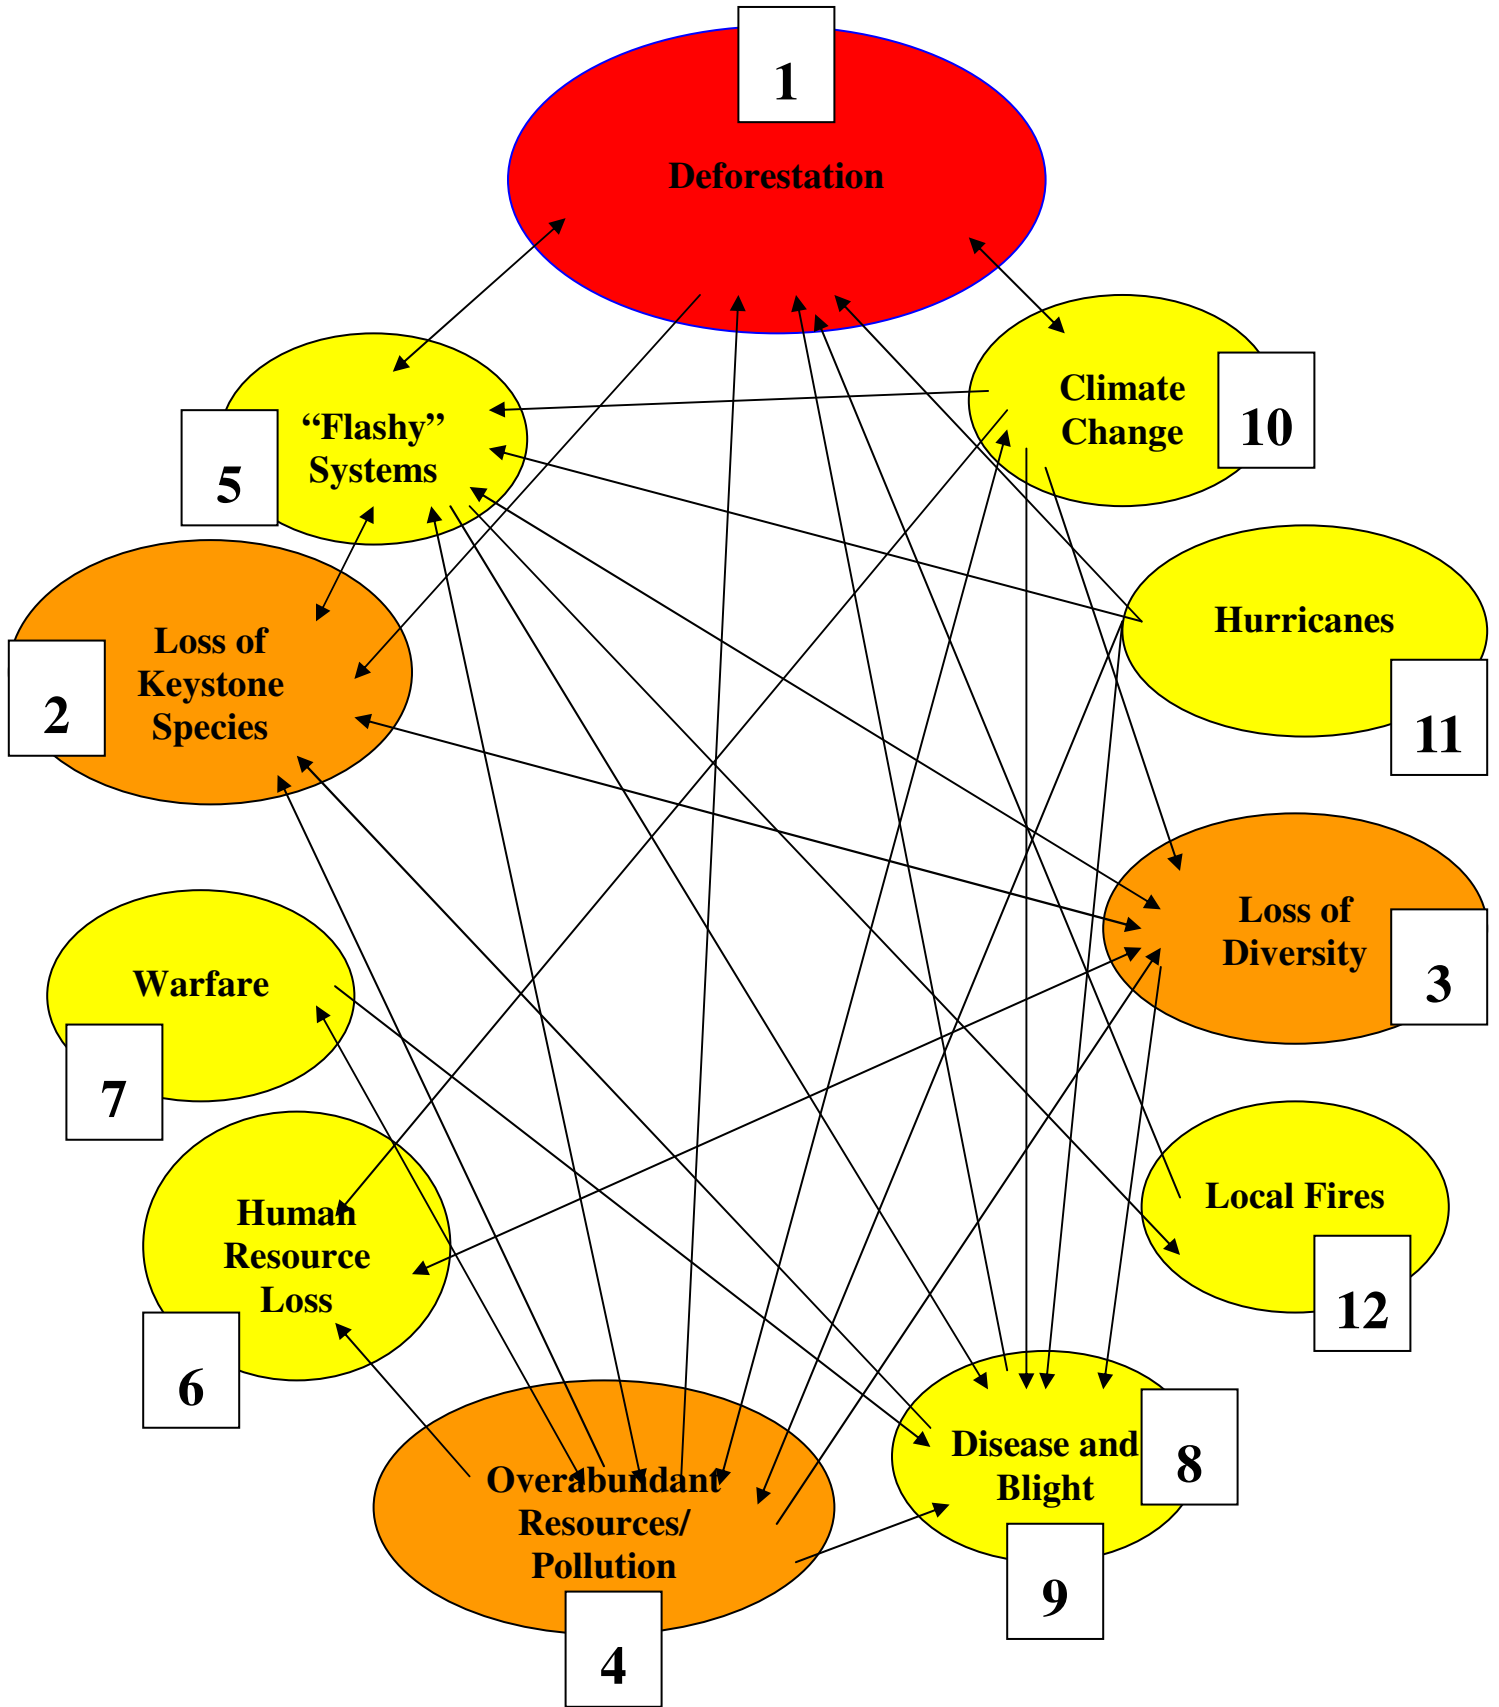 1
Deforestation
Climate
Change
10
“Flashy”
Systems
5
Hurricanes
11
Loss of
Keystone
Species
2
Loss of
Diversity
3
Warfare
7
Local Fires
12
Human
Resource
Loss
6
Disease and
Blight
8
9
Overabundant
Resources/
Pollution
4